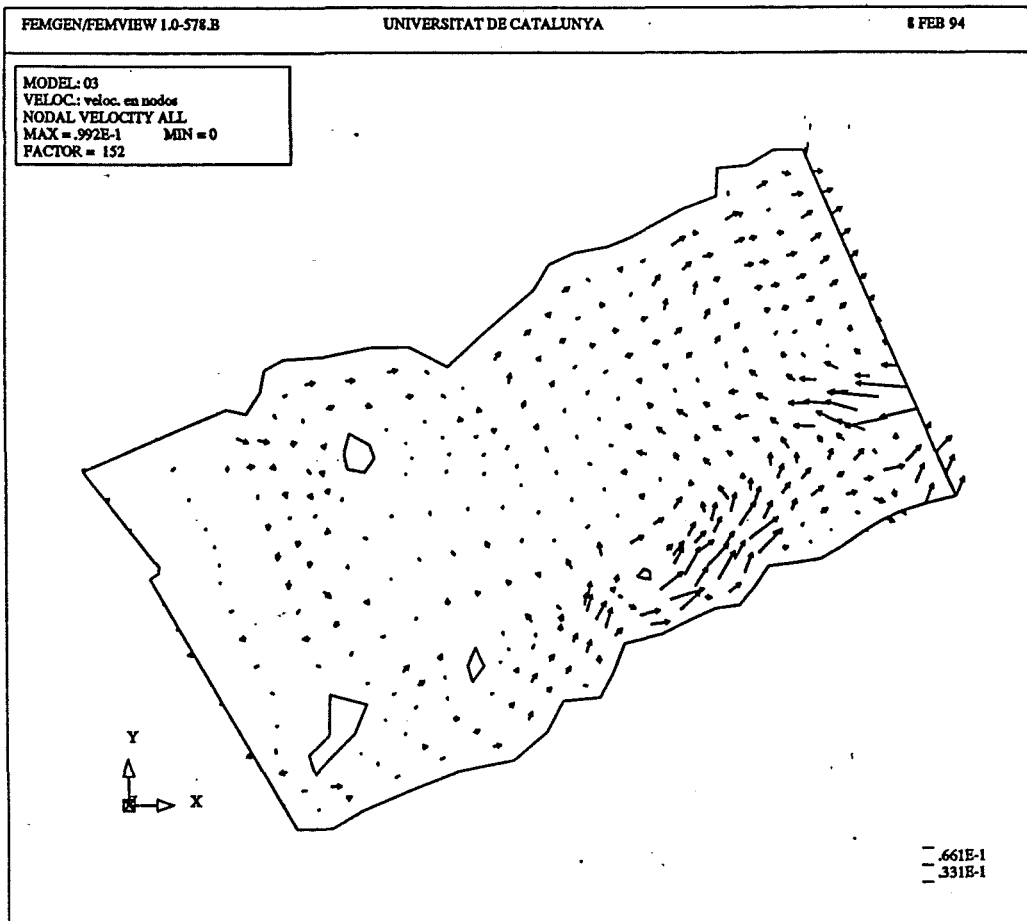 FEMGEN/FEMVIEW 1.0-578.B UNIVERSITAT DE CATALUNYA 8 FEB 94
MODEL: 03
VELOC.: veloc. en nodos
NODAL VELOCITY ALL
MAX = .992E-1 MIN = 0
FACTOR = 152
Y
X
.661E-1
.331E-1